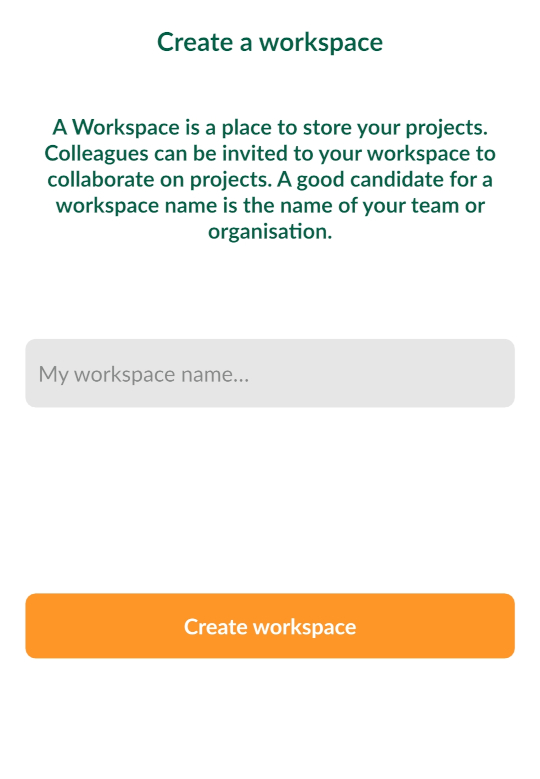 Create a workspace
A Workspace is a place to store your projects.
Colleagues can be invited to your workspace to
collaborate on projects. A good candidate for a
workspace name is the name of your team or
organisation.
My workspace name...
Create workspace